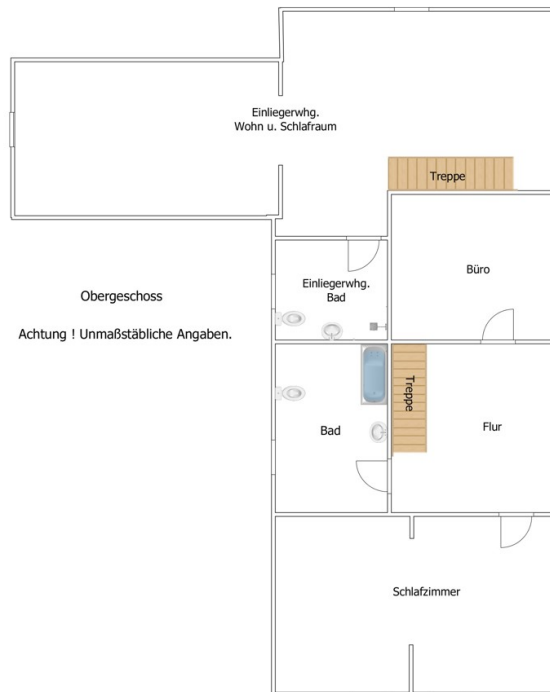 Einliegerwhg.
Wohn u. Schlafraum
Treppe
Einliegerwhg.
Bad
Büro
Obergeschoss
Achtung ! Unmaßstäbliche Angaben.
Treppe
Bad
Flur
Schlafzimmer